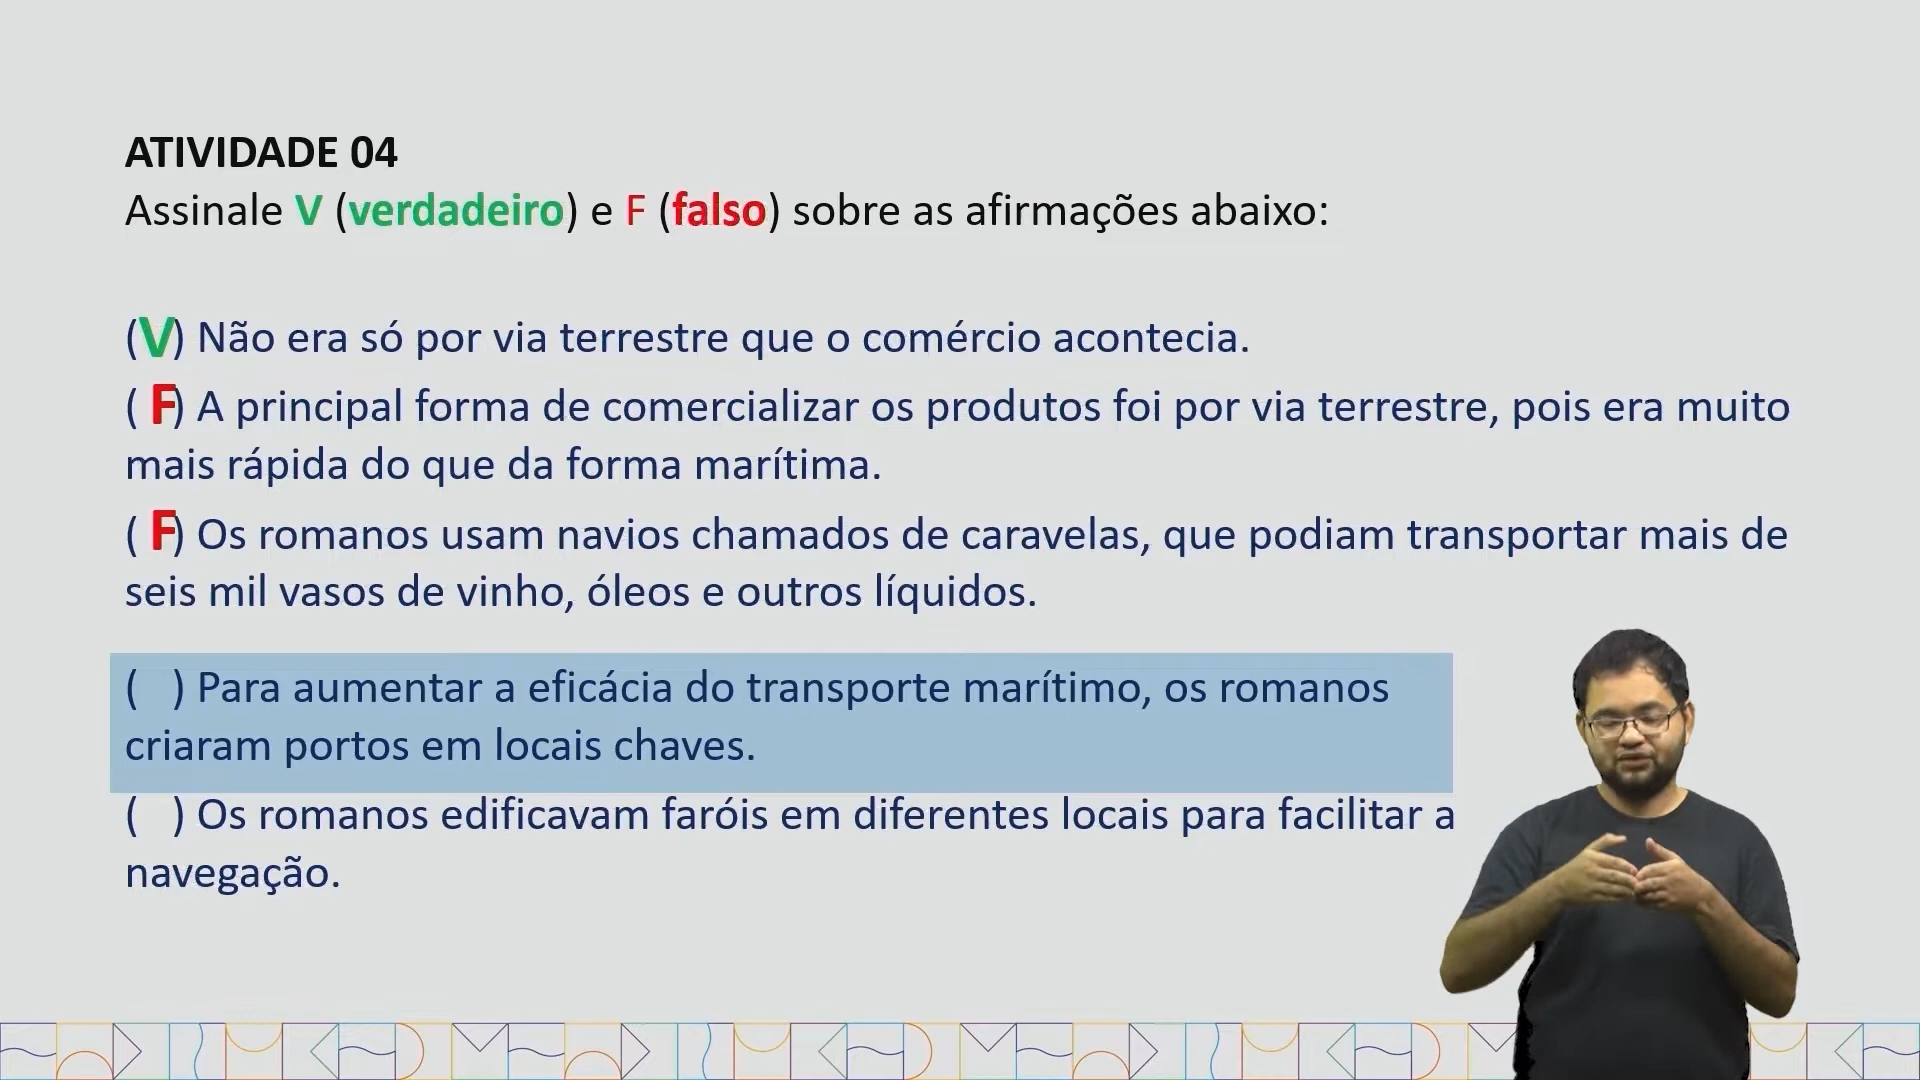 ATIVIDADE 04
Assinale V (verdadeiro) e F (falso) sobre as afirmações abaixo:
(V) Não era só por via terrestre que o comércio acontecia.
( F) A principal forma de comercializar os produtos foi por via terrestre, pois era muito
mais rápida do que da forma marítima.
( F) Os romanos usam navios chamados de caravelas, que podiam transportar mais de
seis mil vasos de vinho, óleos e outros líquidos.
( ) Para aumentar a eficácia do transporte marítimo, os romanos
criaram portos em locais chaves.
( ) Os romanos edificavam faróis em diferentes locais para facilitar a
navegação.